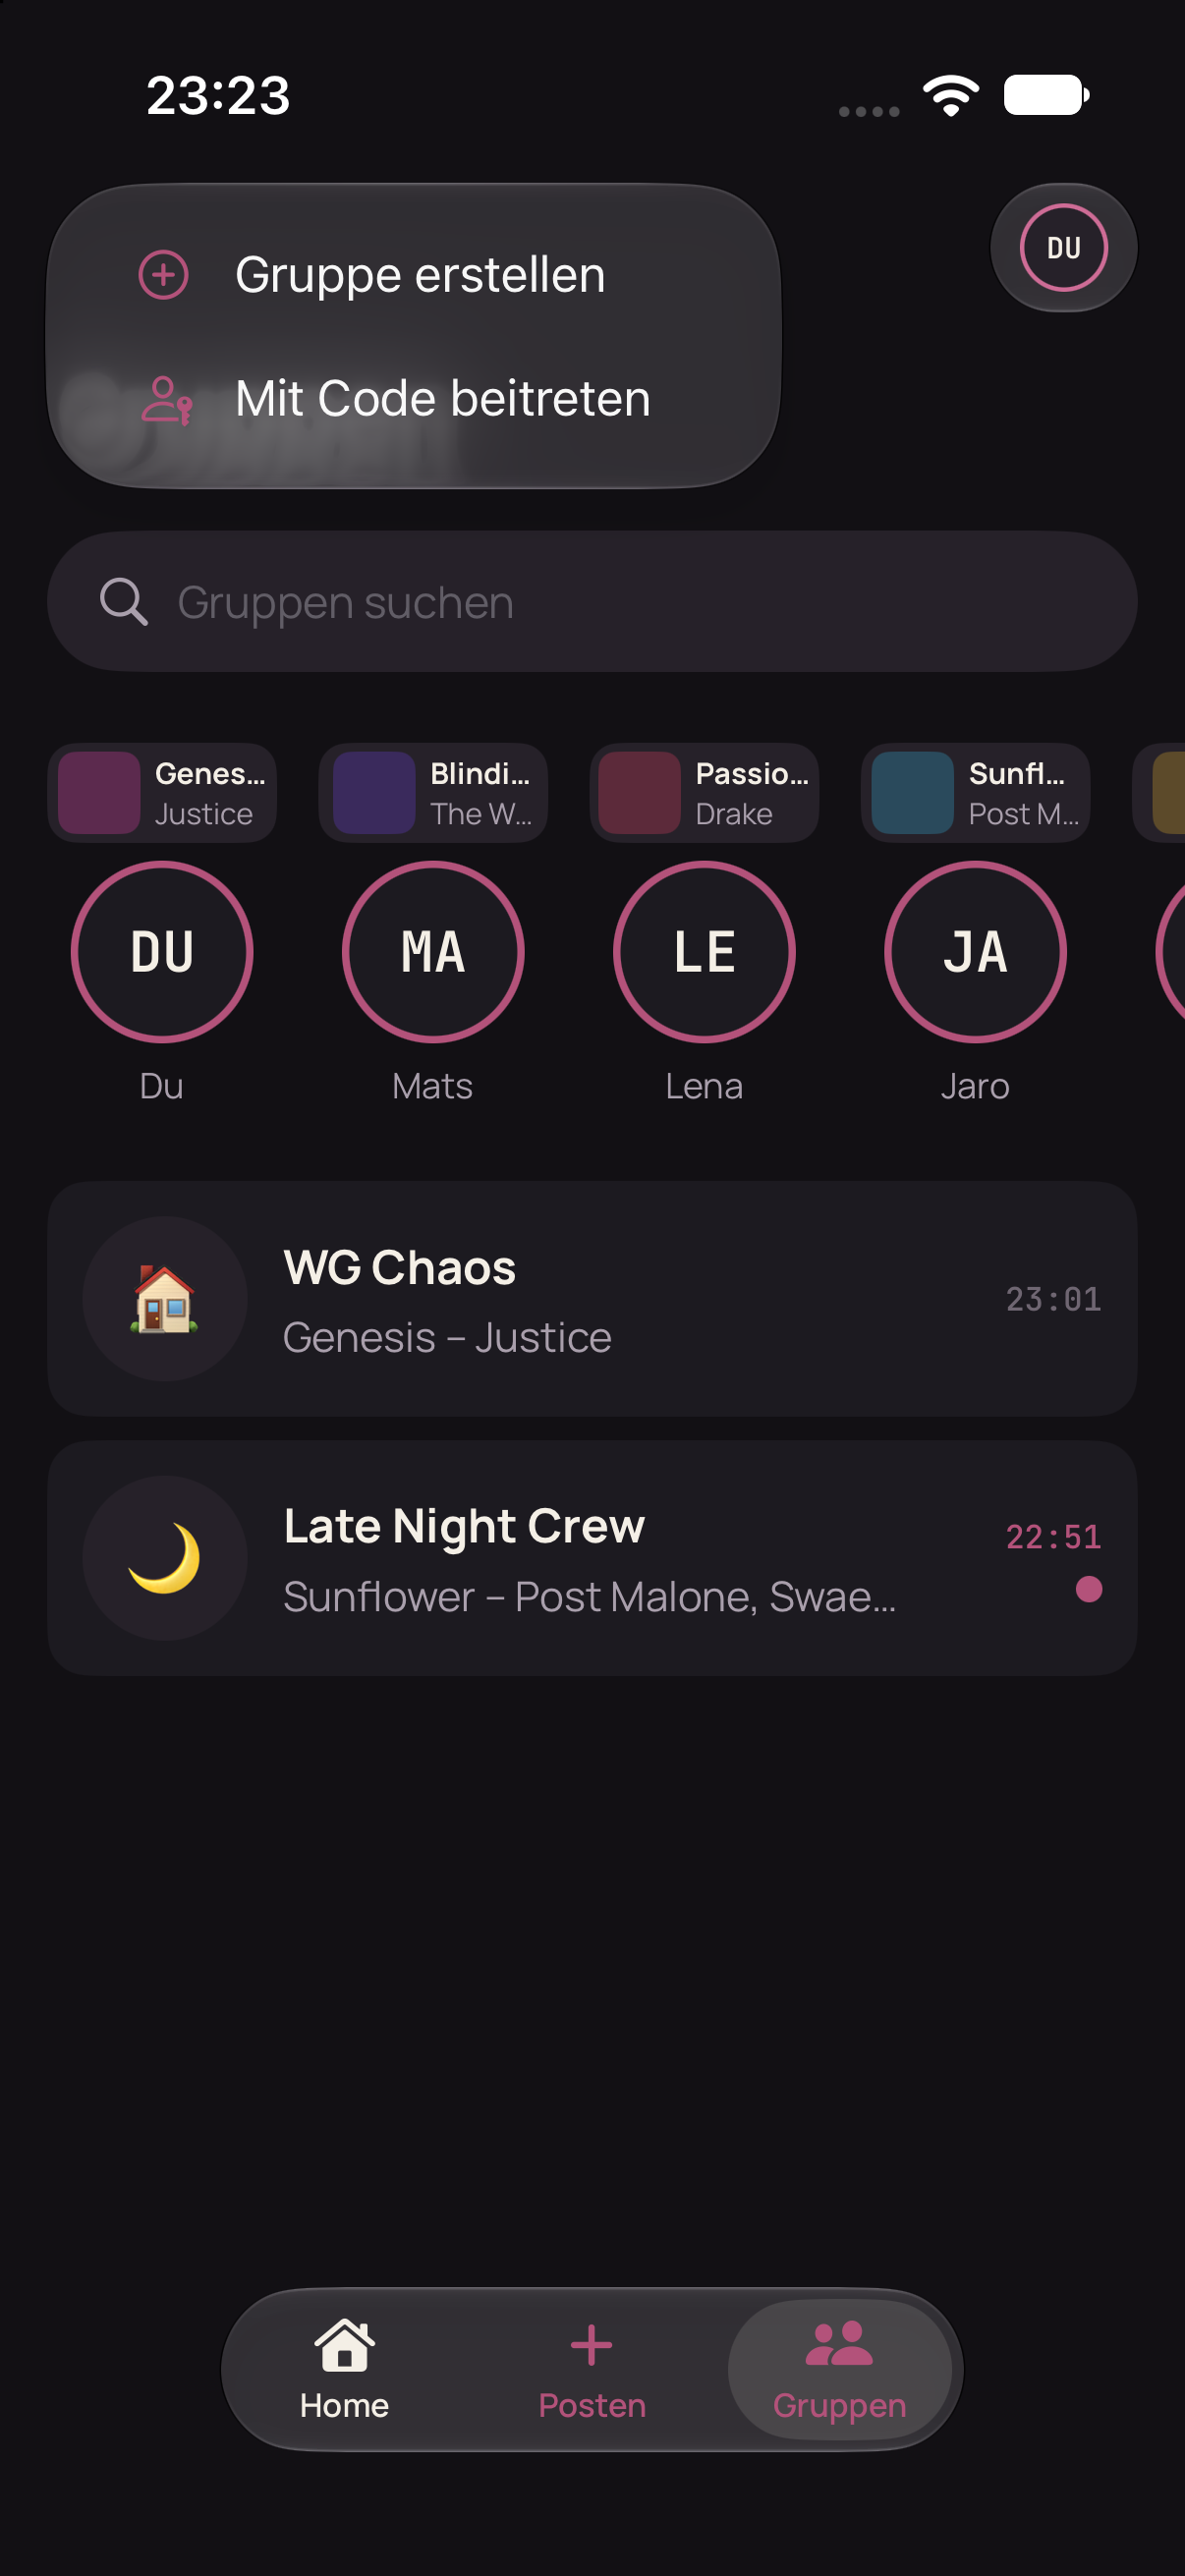 23:23
Gruppe erstellen
DU
Mit Code beitreten
Gruppen suchen
Genes...
Justice
Blindi...
The W...
Passio...
Drake
Sunfl...
Post M...
DU
MA
LE
JA
Du
Mats
Lena
Jaro
WG Chaos
Genesis – Justice
23:01
Late Night Crew
Sunflower – Post Malone, Swae...
22:51
Home
Posten
Gruppen